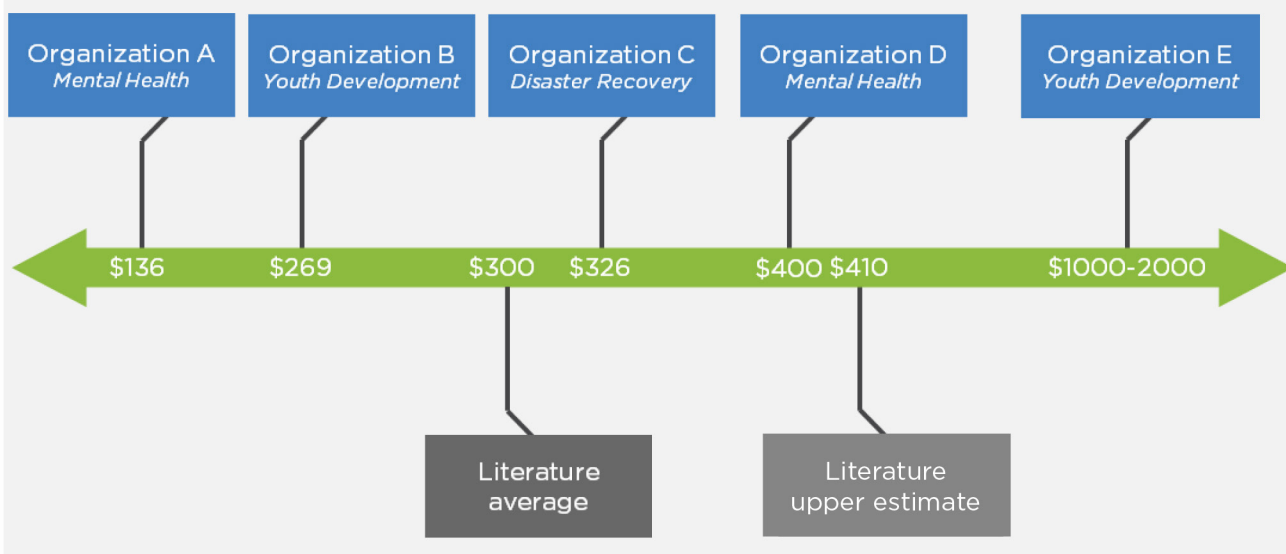 Organization A
Mental Health
Organization B
Youth Development
Organization C
Disaster Recovery
Organization D
Mental Health
Organization E
Youth Development
$136
$269
$300
$326
$400
$410
$1000-2000
Literature
average
Literature
upper estimate